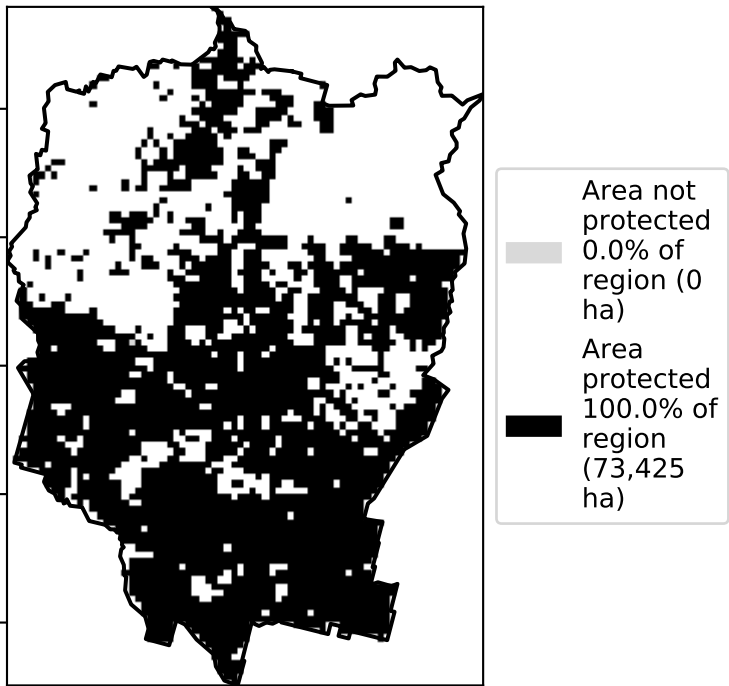 Area not
protected
0.0% of
region (0
ha)
Area
protected
100.0% of
region
(73,425
ha)